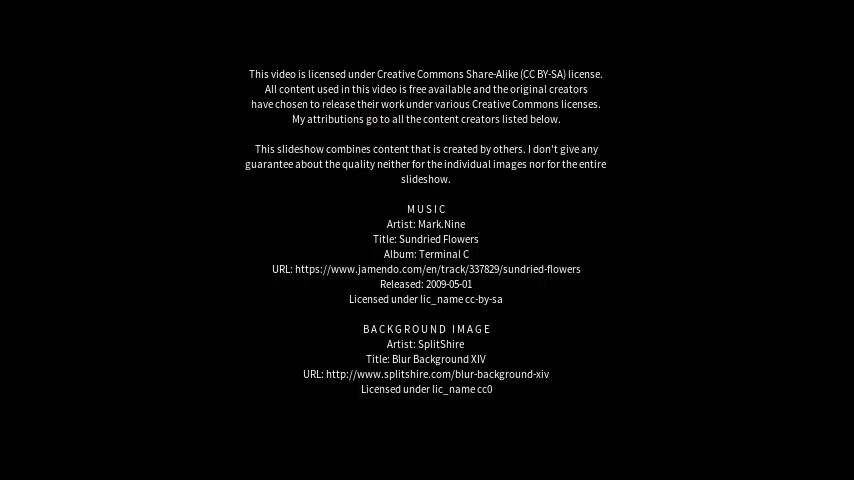 This video is licensed under Creative Commons Share-Alike (CC BY-SA) license.
All content used in this video is free available and the original creators
have chosen to release their work under various Creative Commons licenses.
My attributions go to all the content creators listed below.
This slideshow combines content that is created by others. I don't give any
guarantee about the quality neither for the individual images nor for the entire
slideshow.
MUSIC
Artist: Mark.Nine
Title: Sundried Flowers
Album: Terminal C
URL: https://www.jamendo.com/en/track/337829/sundried-flowers
Released: 2009-05-01
Licensed under lic_name cc-by-sa
BACKGROUND IMAGE
Artist: SplitShire
Title: Blur Background XIV
URL: http://www.splitshire.com/blur-background-xiv
Licensed under lic_name cc0